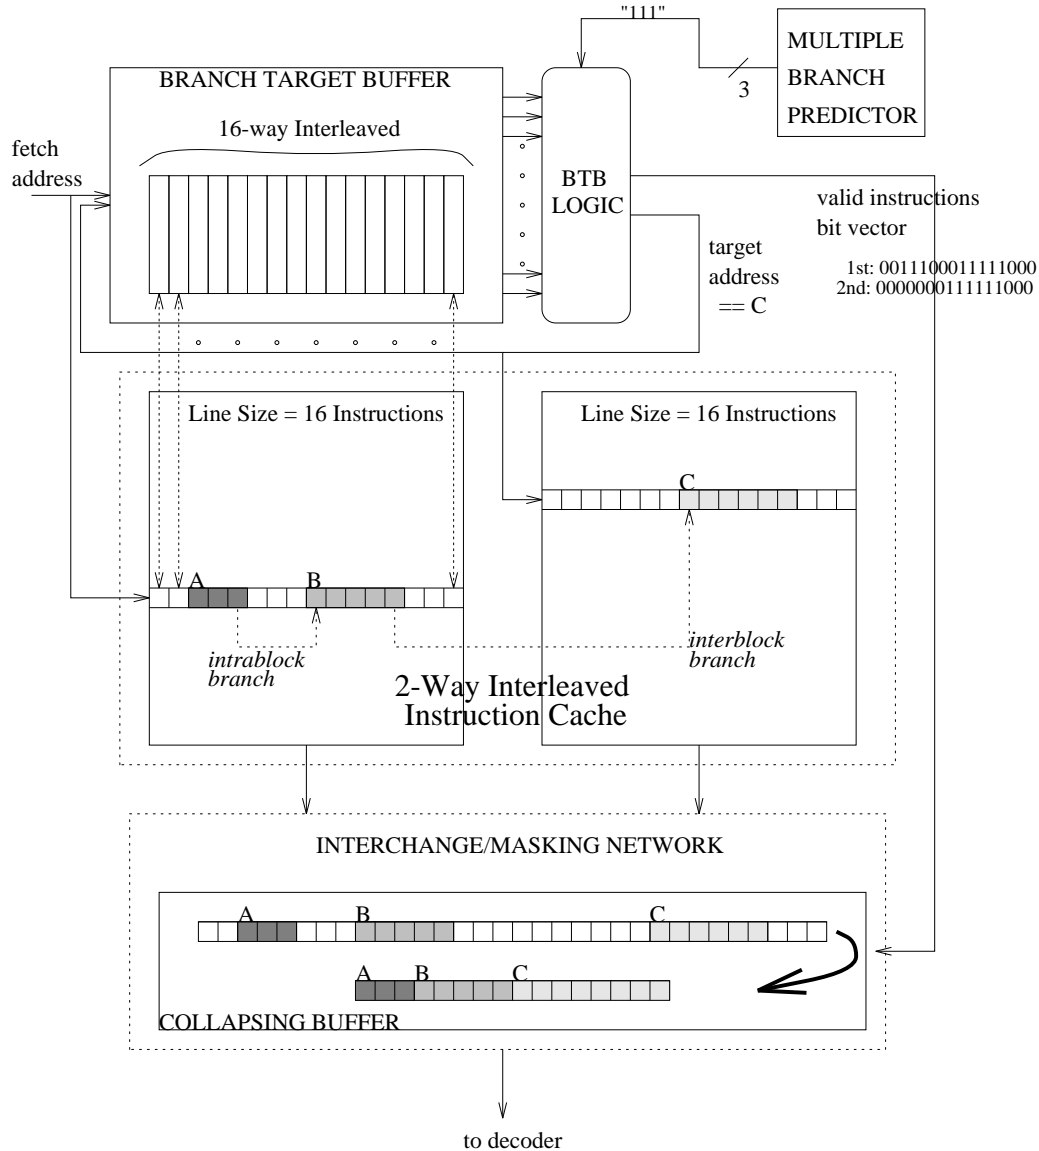 "111"
MULTIPLE
BRANCH
PREDICTOR
3
BRANCH TARGET BUFFER
16-way Interleaved
fetch
address
BTB
LOGIC
valid instructions
bit vector
1st: 0011100011111000
2nd: 0000000111111000
target
address
== C
Line Size = 16 Instructions
Line Size = 16 Instructions
C
A
B
intrablock
branch
interblock
branch
2-Way Interleaved
Instruction Cache
INTERCHANGE/MASKING NETWORK
A
B
C
A
B
C
COLLAPSING BUFFER
to decoder